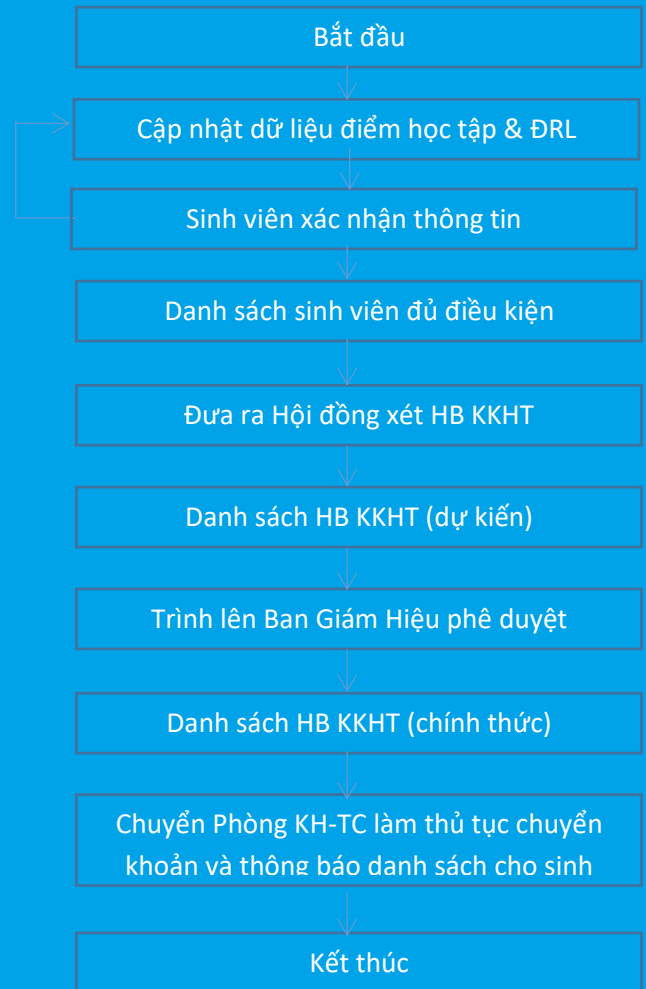 Bắt đầu
Cập nhật dữ liệu điểm học tập & ĐRL
Sinh viên xác nhận thông tin
Danh sách sinh viên đủ điều kiện
Đưa ra Hội đồng xét HB KKHT
Danh sách HB KKHT (dự kiến)
Trình lên Ban Giám Hiệu phê duyệt
Danh sách HB KKHT (chính thức)
Chuyển Phòng KH-TC làm thủ tục chuyển
khoản và thông báo danh sách cho sinh
Kết thúc